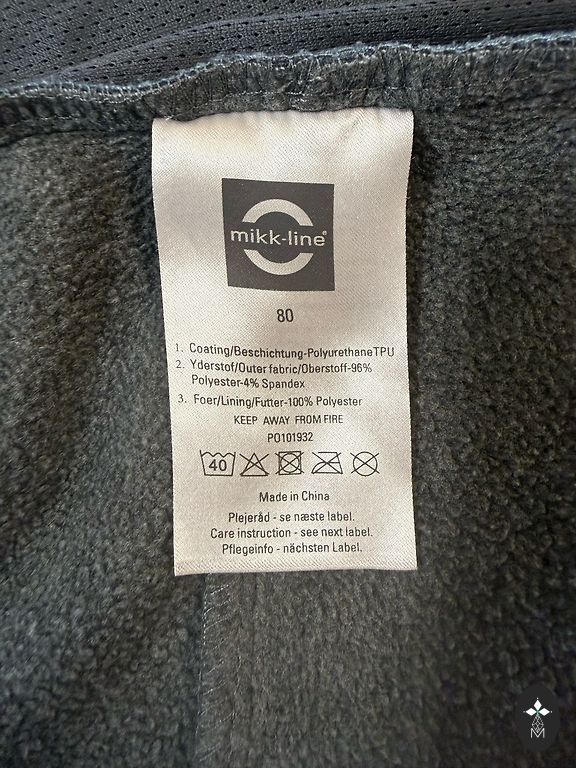 mikk-line®
80
1. Coating/Beschichtung-PolyurethaneTPU
2. Yderstof/Outer fabric/Oberstoff-96%
Polyester-4% Spandex
3. Foer/Lining/Futter-100% Polyester
KEEP AWAY FROM FIRE
PO101932
40
Made in China
Plejeråd - se næste label.
Care instruction - see next label.
Pflegeinfo - nächsten Label.
M